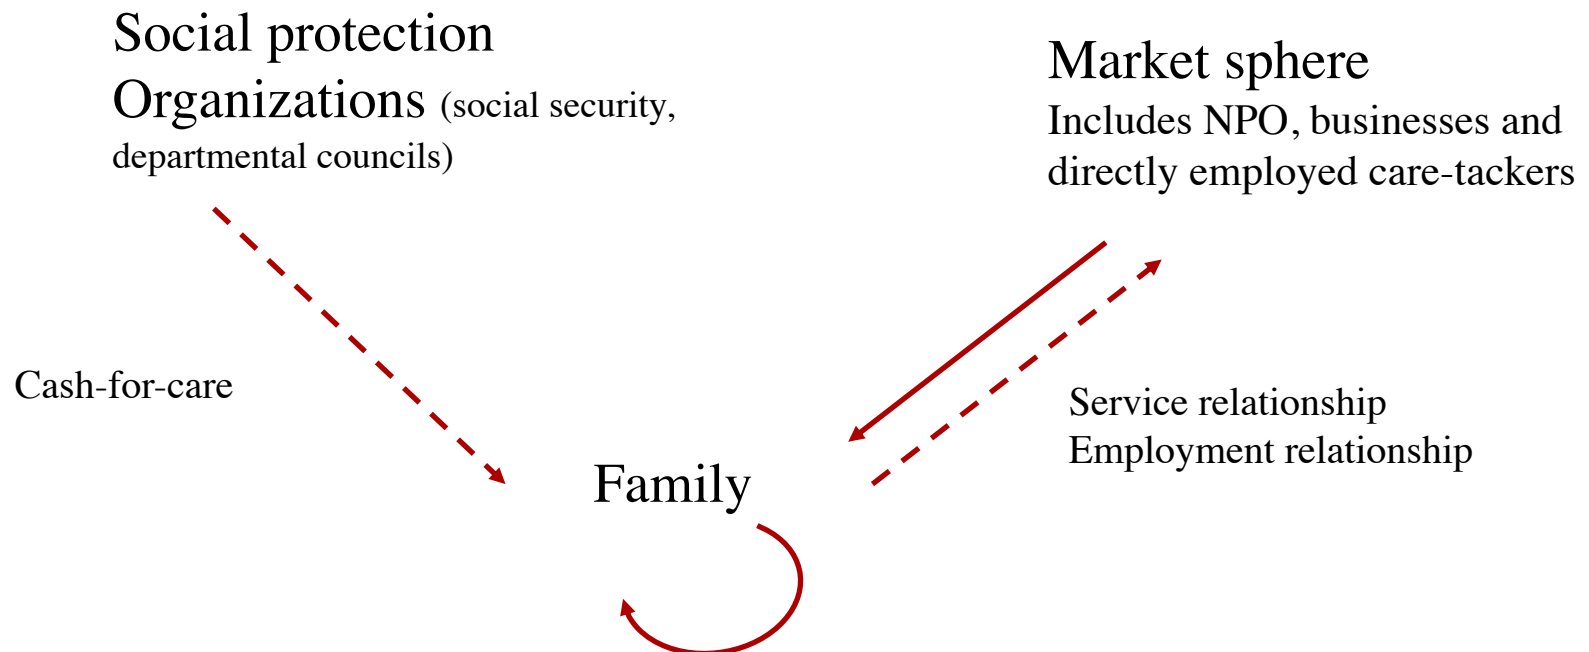 Social protection
Organizations (social security,
departmental councils)
Market sphere
Includes NPO, businesses and
directly employed care-tackers
Cash-for-care
Service relationship
Employment relationship
Family